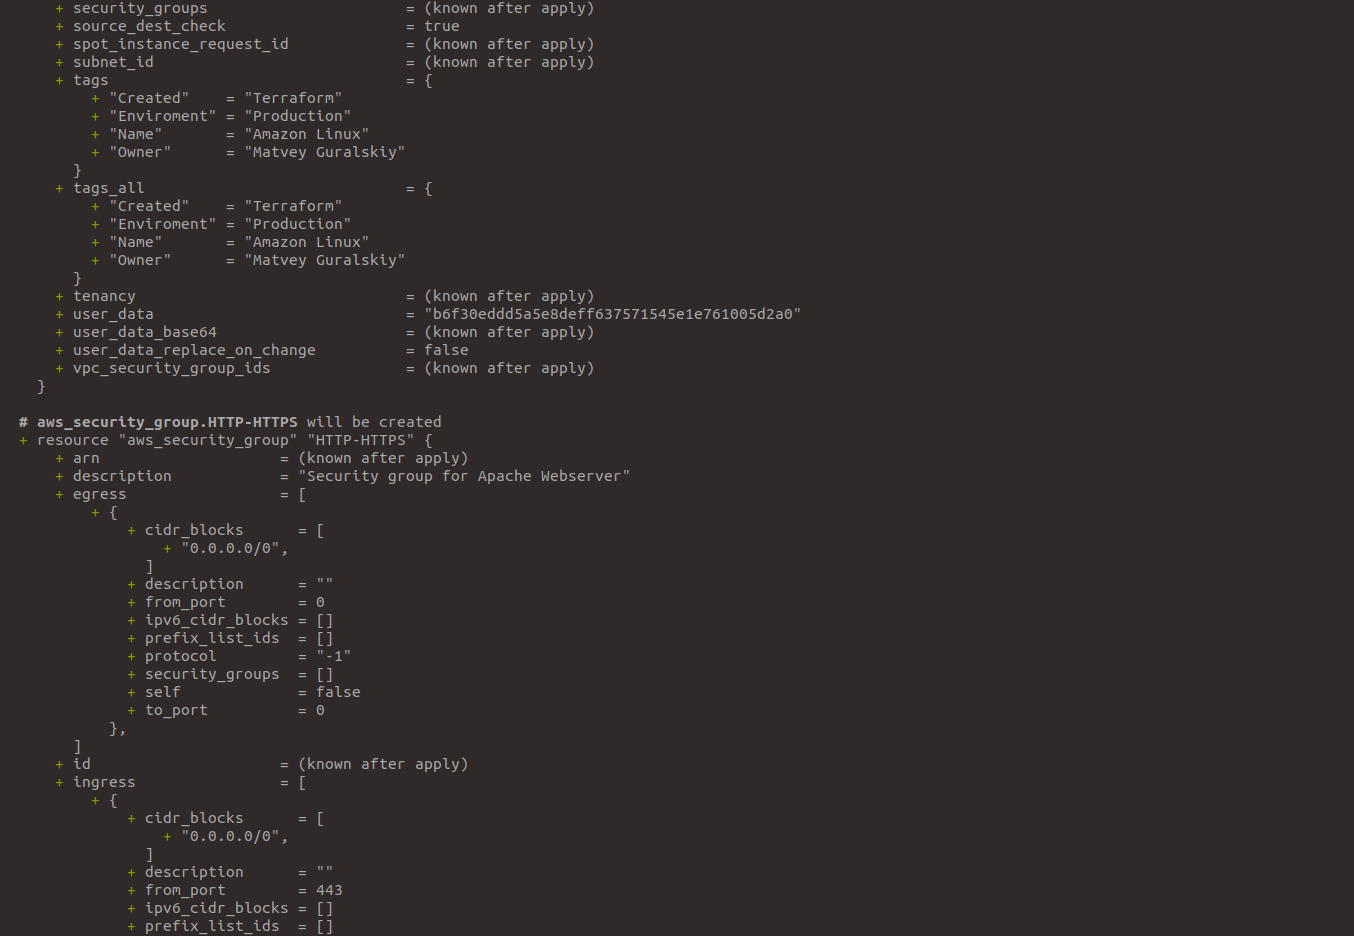 + security_groups = (known after apply)
+ source_dest_check = true
+ spot_instance_request_id = (known after apply)
+ subnet_id = (known after apply)
+ tags = {
+ "Created" = "Terraform"
+ "Enviroment" = "Production"
+ "Name" = "Amazon Linux"
+ "Owner" = "Matvey Guralskiy"
}
+ tags_all = {
+ "Created" = "Terraform"
+ "Enviroment" = "Production"
+ "Name" = "Amazon Linux"
+ "Owner" = "Matvey Guralskiy"
}
+ tenancy = (known after apply)
+ user_data = "b6f30eddd5a5e8deff637571545e1e761005d2a0"
+ user_data_base64 = (known after apply)
+ user_data_replace_on_change = false
+ vpc_security_group_ids = (known after apply)
}
# aws_security_group.HTTP-HTTPS will be created
+ resource "aws_security_group" "HTTP-HTTPS" {
+ arn = (known after apply)
+ description = "Security group for Apache Webserver"
+ egress = [
+ {
+ cidr_blocks = [
+ "0.0.0.0/0",
]
+ description = ""
+ from_port = 0
+ ipv6_cidr_blocks = []
+ prefix_list_ids = []
+ protocol = "-1"
+ security_groups = []
+ self = false
+ to_port = 0
},
]
+ id = (known after apply)
+ ingress = [
+ {
+ cidr_blocks = [
+ "0.0.0.0/0",
]
+ description = ""
+ from_port = 443
+ ipv6_cidr_blocks = []
+ prefix_list_ids = []